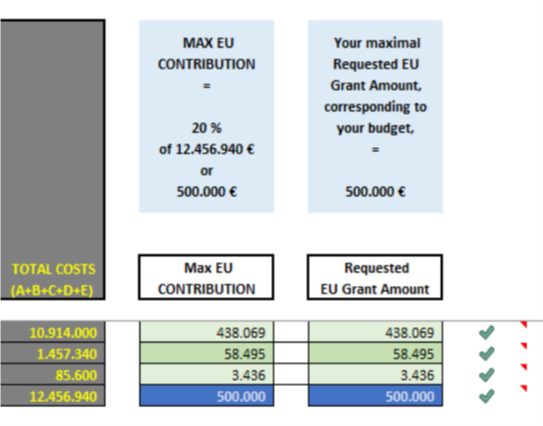 MAX EU
CONTRIBUTION
=
20 %
of 12.456.940 €
or
500.000 €
Your maximal
Requested EU
Grant Amount,
corresponding to
your budget,
=
500.000 €
TOTAL COSTS
(A+B+C+D+E)
Max EU
CONTRIBUTION
Requested
EU Grant Amount
10.914.000 438.069 438.069
1.457.340 58.495 58.495
85.600 3.436 3.436
12.456.940 500.000 500.000